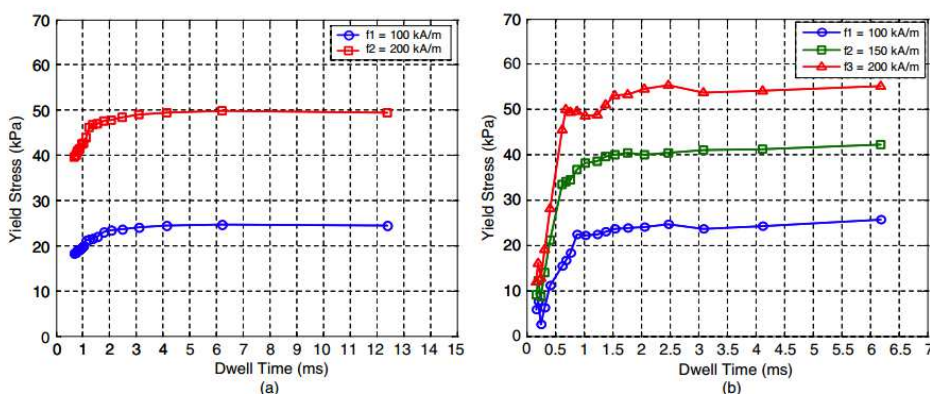 60
50
40
30
20
10
0
Yield Stress (kPa)
f1 = 100 kA/m
f2 = 200 kA/m
0 1 2 3 4 5 6 7 8 9 10 11 12 13 14 15
Dwell Time (ms)
(a)
70
60
50
40
30
20
10
0
Yield Stress (kPa)
f1 = 100 kA/m
f2 = 150 kA/m
f3 = 200 kA/m
0 0.5 1 1.5 2 2.5 3 3.5 4 4.5 5 5.5 6 6.5 7
Dwell Time (ms)
(b)